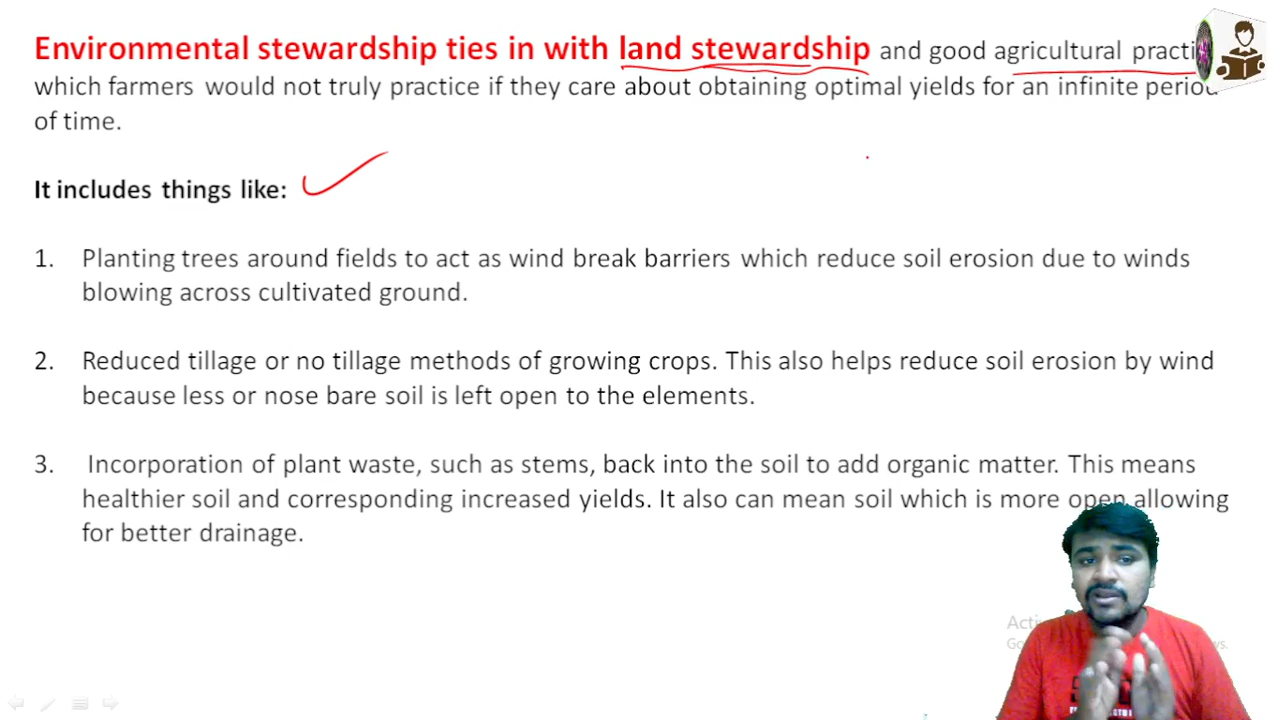 Environmental stewardship ties in with land stewardship and good agricultural
which farmers would not truly practice if they care about obtaining optimal yields for an infinite period
of time.
It includes things like:
1. Planting trees around fields to act as wind break barriers which reduce soil erosion due to winds
blowing across cultivated ground.
2. Reduced tillage or no tillage methods of growing crops. This also helps reduce soil erosion by wind
because less or nose bare soil is left open to the elements.
3. Incorporation of plant waste, such as stems, back into the soil to add organic matter. This means
healthier soil and corresponding increased yields. It also can mean soil which is more open allowing
for better drainage.